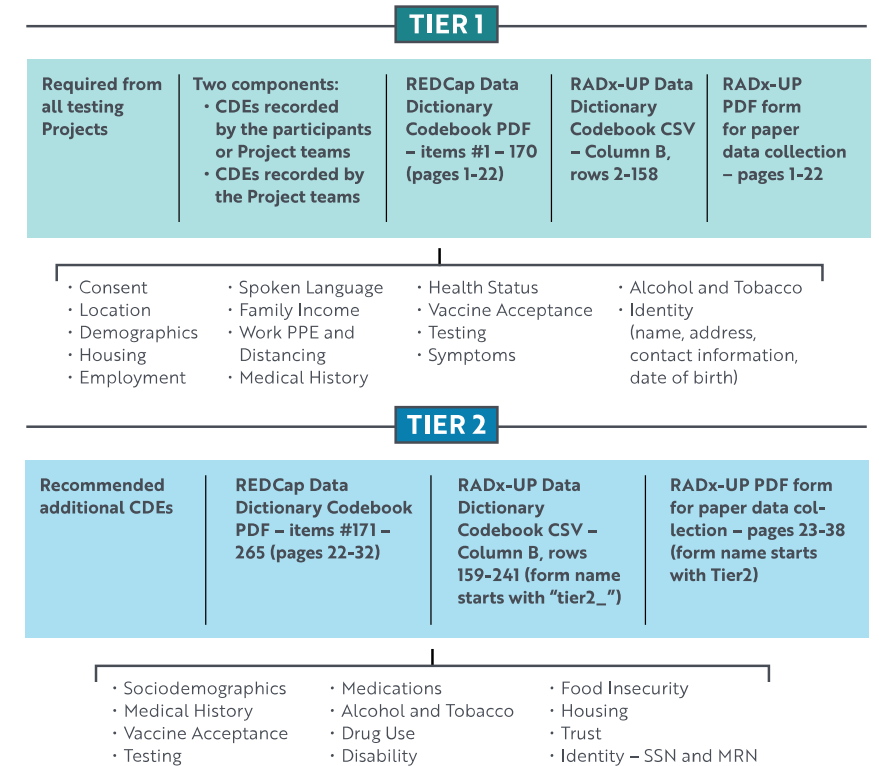 TIER 1
Required from
all testing
Projects
Two components:
· CDEs recorded
by the participants
or Project teams
· CDEs recorded by
the Project teams
REDCap Data
Dictionary
Codebook PDF
– items #1 – 170
(pages 1-22)
RADx-UP Data
Dictionary
Codebook CSV
– Column B,
rows 2-158
RADx-UP
PDF form
for paper
data collection
– pages 1-22
· Consent
· Location
· Demographics
· Housing
· Employment
· Spoken Language
· Family Income
· Work PPE and
Distancing
· Medical History
· Health Status
· Vaccine Acceptance
· Testing
· Symptoms
· Alcohol and Tobacco
· Identity
(name, address,
contact information,
date of birth)
TIER 2
Recommended
additional CDEs
REDCap Data
Dictionary Codebook
PDF – items #171 –
265 (pages 22-32)
RADx-UP Data
Dictionary
Codebook CSV –
Column B, rows
159-241 (form name
starts with “tier2_”)
RADx-UP PDF form
for paper data col-
lection – pages 23-38
(form name starts
with Tier2)
· Sociodemographics
· Medical History
· Vaccine Acceptance
· Testing
· Medications
· Alcohol and Tobacco
· Drug Use
· Disability
· Food Insecurity
· Housing
· Trust
· Identity – SSN and MRN